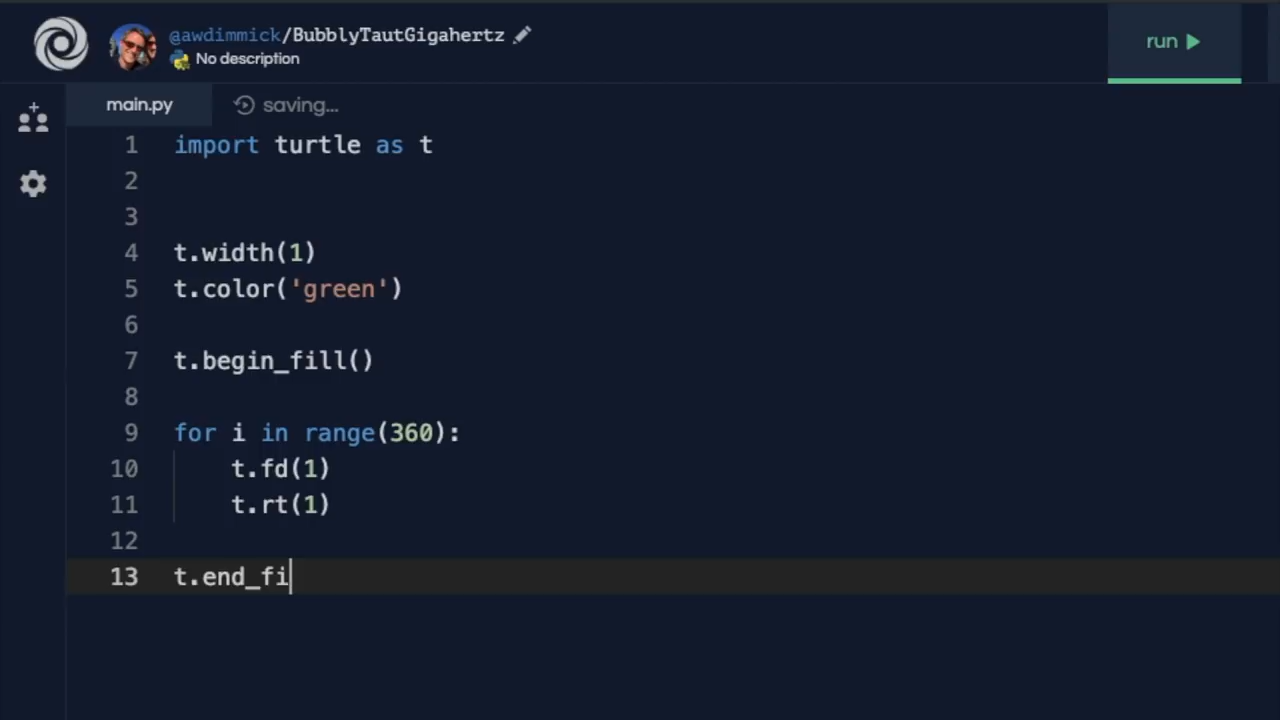 @awdimmick/BubblyTautGigahertz
No description
run
main.py
saving...
1 import turtle as t
2
3
4 t.width(1)
5 t.color('green')
6
7 t.begin_fill()
8
9 for i in range(360):
10     t.fd(1)
11     t.rt(1)
12
13 t.end_fi